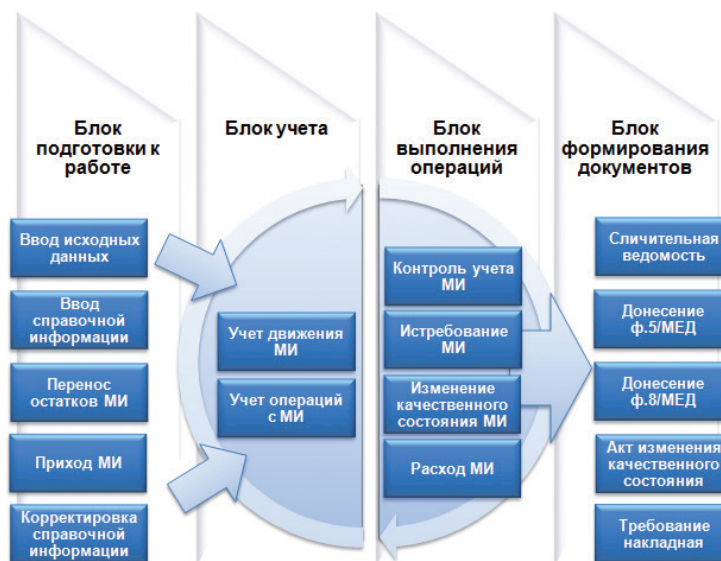 Блок
подготовки к
работе
Ввод исходных
данных
Ввод
справочной
информации
Перенос
остатков МИ
Приход МИ
Корректировка
справочной
информации
Блок учета
Учет движения
МИ
Учет операций
с МИ
Блок
выполнения
операций
Контроль учета
МИ
Истребование
МИ
Изменение
качественного
состояния МИ
Расход МИ
Блок
формирования
документов
Сличительная
ведомость
Донесение
ф.5/МЕД
Донесение
ф.8/МЕД
Акт изменения
качественного
состояния
Требование
накладная